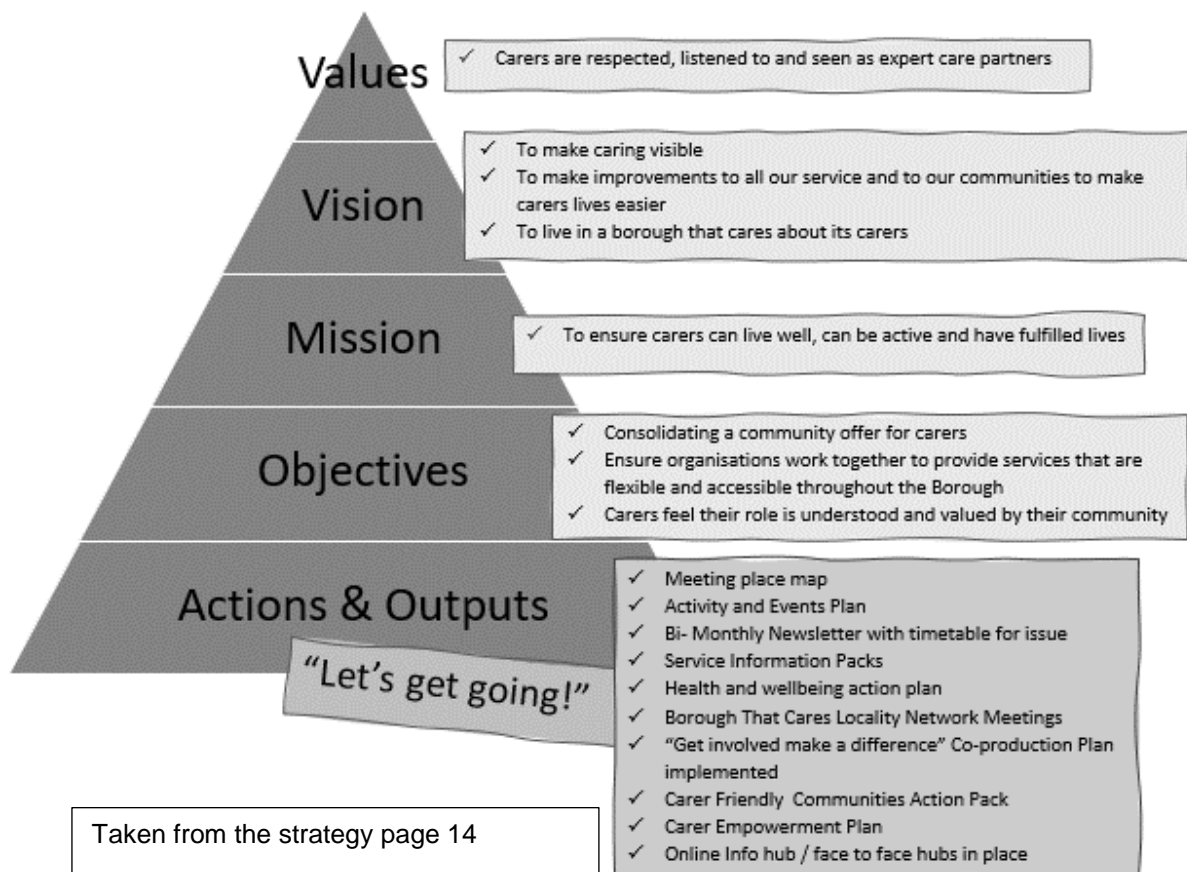 Values
✓ Carers are respected, listened to and seen as expert care partners
Vision
✓ To make caring visible
✓ To make improvements to all our service and to our communities to make
carers lives easier
✓ To live in a borough that cares about its carers
Mission
✓ To ensure carers can live well, can be active and have fulfilled lives
Objectives
✓ Consolidating a community offer for carers
✓ Ensure organisations work together to provide services that are
flexible and accessible throughout the Borough
✓ Carers feel their role is understood and valued by their community
Actions & Outputs
“Let’s get going!”
✓ Meeting place map
✓ Activity and Events Plan
✓ Bi- Monthly Newsletter with timetable for issue
✓ Service Information Packs
✓ Health and wellbeing action plan
✓ Borough That Cares Locality Network Meetings
✓ “Get involved make a difference” Co-production Plan
implemented
✓ Carer Friendly Communities Action Pack
✓ Carer Empowerment Plan
✓ Online Info hub / face to face hubs in place
Taken from the strategy page 14